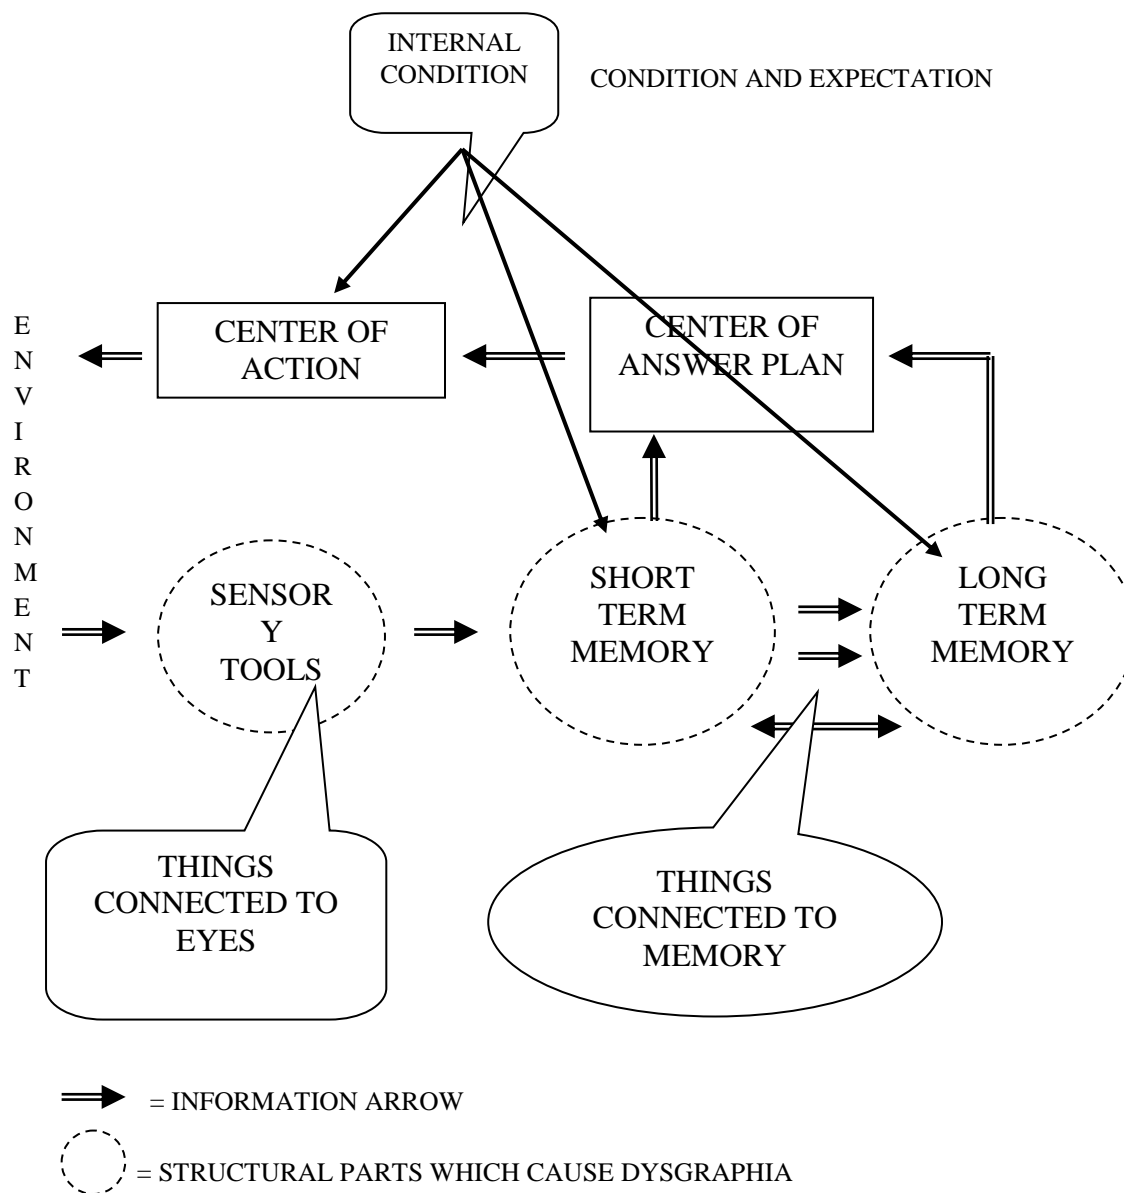 INTERNAL
CONDITION
CONDITION AND EXPECTATION
E
N
V
I
R
O
N
M
E
N
T
CENTER OF
ACTION
CENTER OF
ANSWER PLAN
SENSOR
Y
TOOLS
SHORT
TERM
MEMORY
LONG
TERM
MEMORY
THINGS
CONNECTED TO
EYES
THINGS
CONNECTED TO
MEMORY
= INFORMATION ARROW
= STRUCTURAL PARTS WHICH CAUSE DYSGRAPHIA